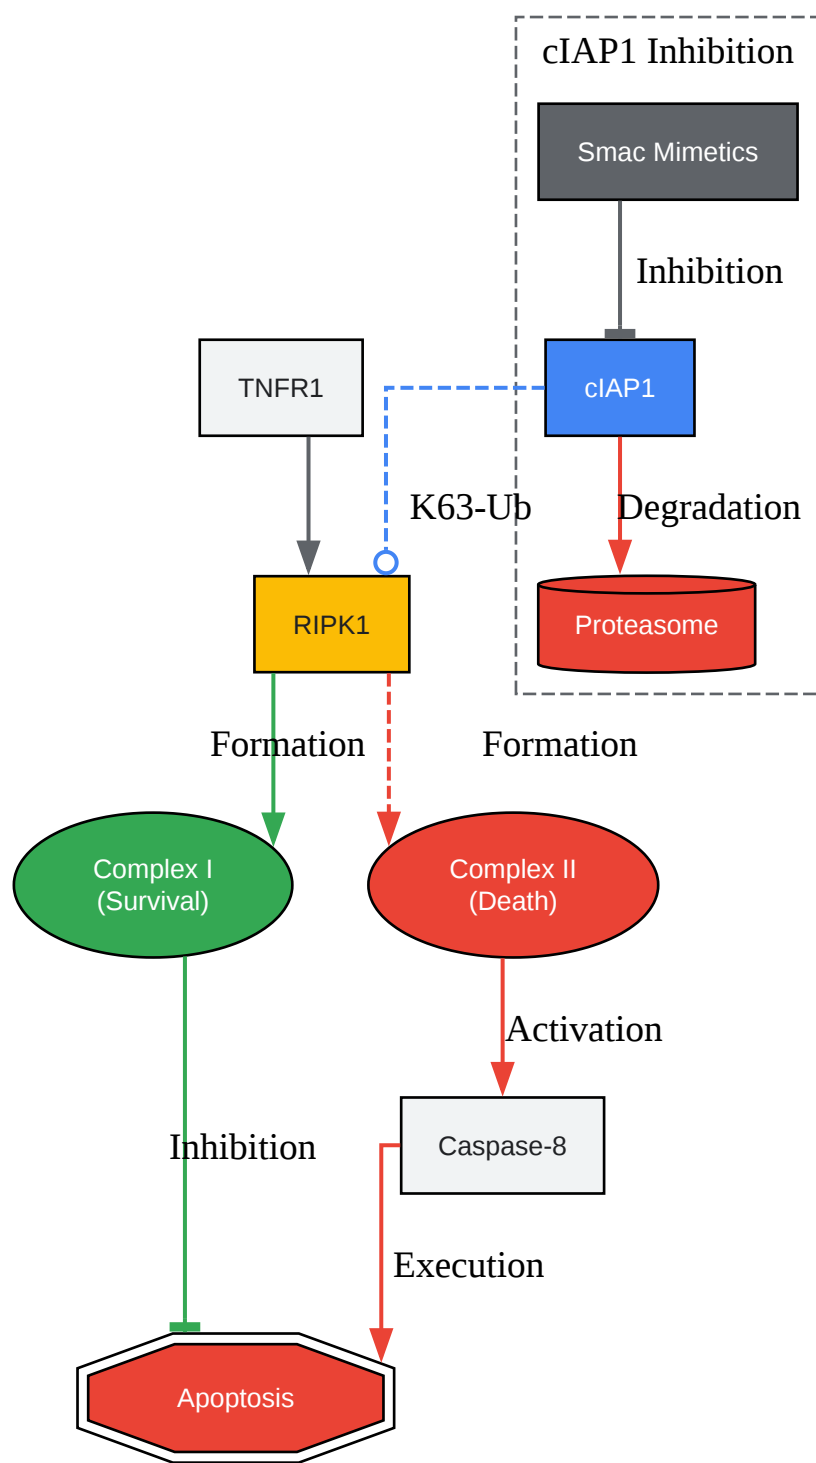 cIAP1 Inhibition
Smac Mimetics
Inhibition
TNFR1
cIAP1
K63-Ub
Degradation
RIPK1
Proteasome
Formation
Formation
Complex I
(Survival)
Complex II
(Death)
Activation
Inhibition
Caspase-8
Execution
Apoptosis